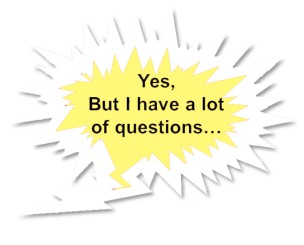 Yes,
But I have a lot
of questions…